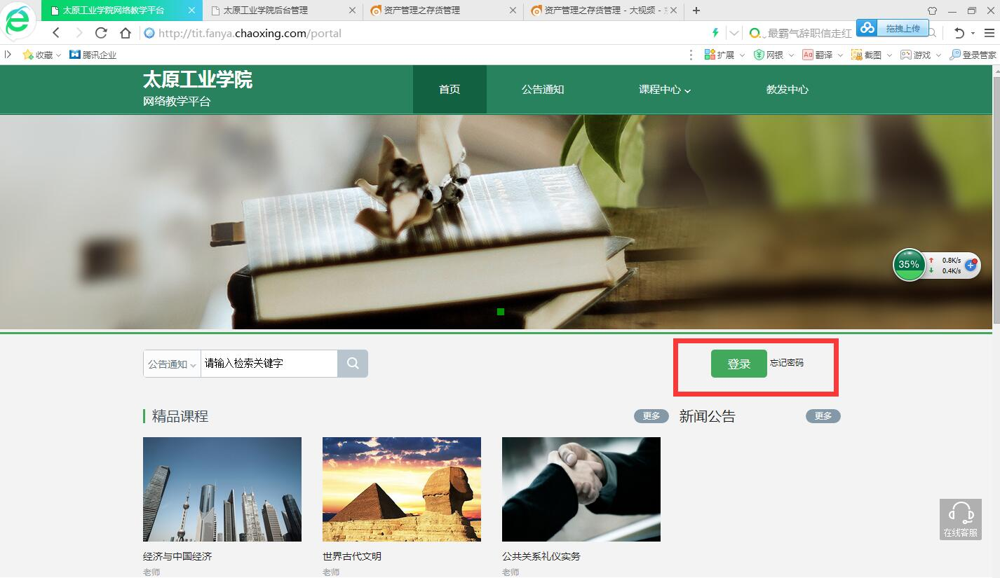 太原工业学院网络教学平台
太原工业学院后台管理
资产管理之存货管理
资产管理之存货管理 - 大视频 -
http://tit.fanya.chaoxing.com/portal
最霸气辞职信走红
拖拽上传
收藏
腾讯企业
扩展
网银
Aa 翻译
截图
游戏
登录管家
太原工业学院
网络教学平台
首页
公告通知
课程中心
教发中心
35%
0.8K/s
0.4K/s
公告通知
请输入检索关键字
登录
忘记密码
精品课程
更多
新闻公告
更多
经济与中国经济
老师
世界古代文明
老师
公共关系礼仪实务
老师
在线客服